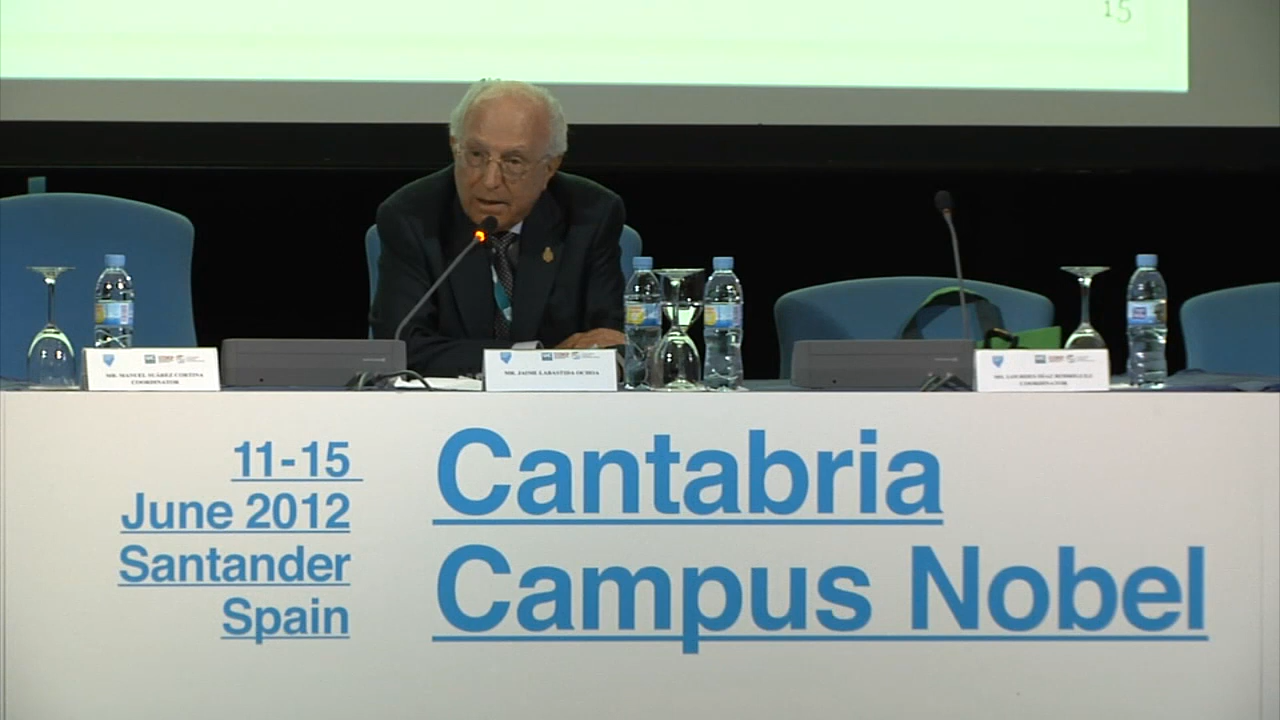 15
MR. MANUEL SUÁREZ CORTINA
COORDINATOR
MR. JAIME LABASTIDA OCHOA
COORDINATOR
11-15
June 2012
Santander
Spain
Cantabria
Campus Nobel